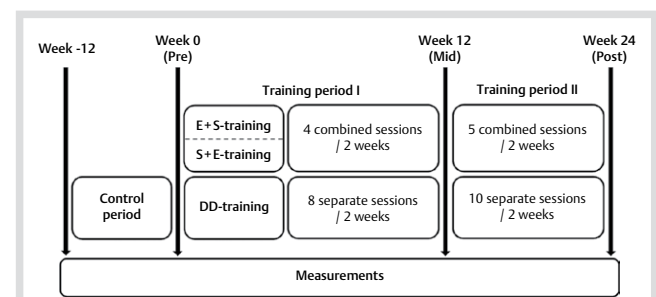 Week -12
Week 0
(Pre)
Week 12
(Mid)
Week 24
(Post)
Training period I
Training period II
E+S-training
S+E-training
4 combined sessions
/ 2 weeks
5 combined sessions
/ 2 weeks
Control
period
DD-training
8 separate sessions
/ 2 weeks
10 separate sessions
/ 2 weeks
Measurements